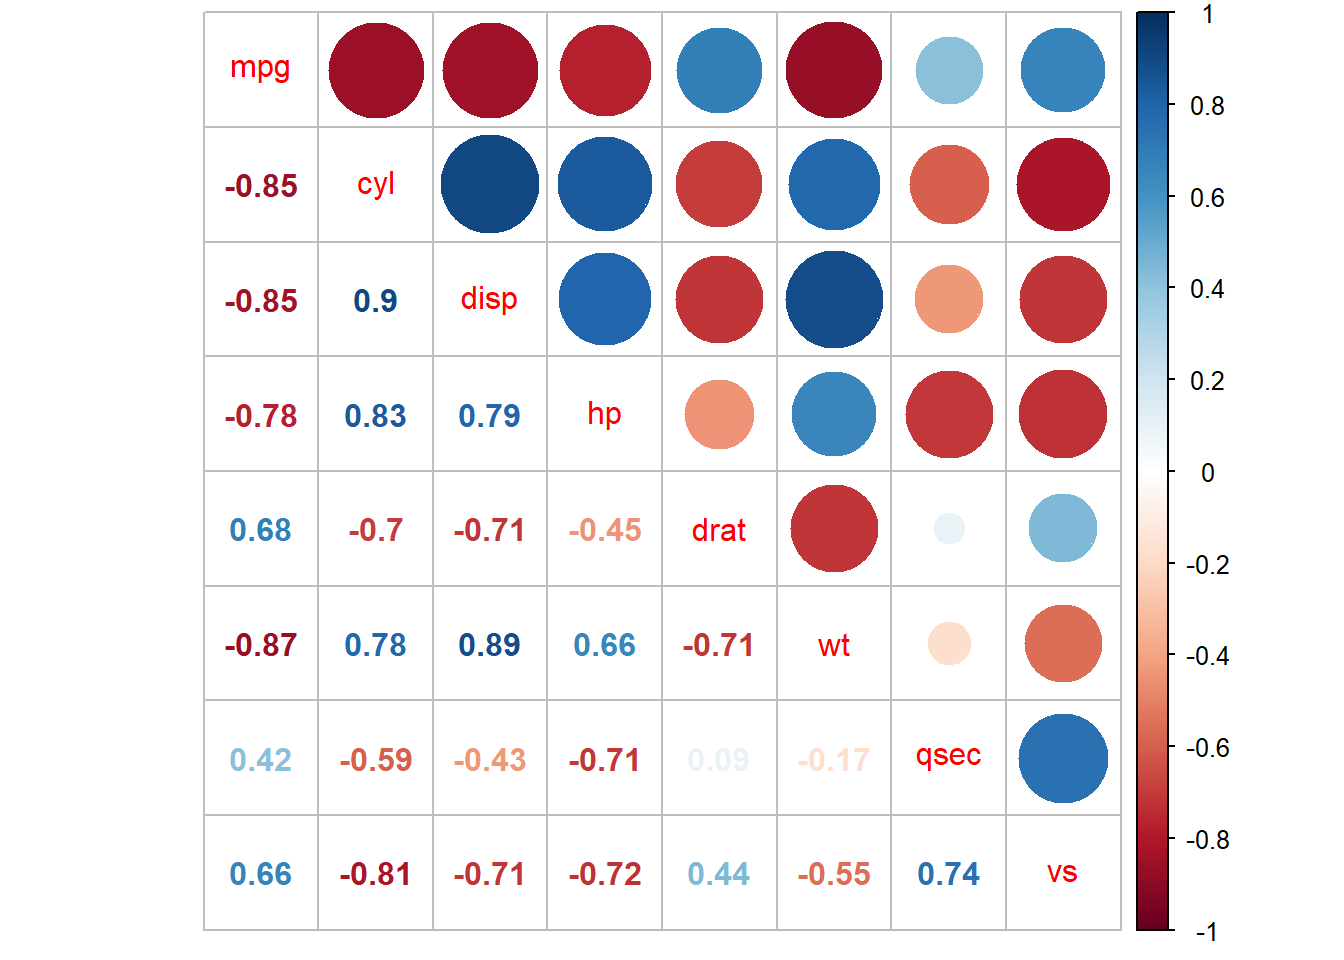 mpg
-0.85 cyl
-0.85 0.9 disp
-0.78 0.83 0.79 hp
0.68 -0.7 -0.71 -0.45 drat
-0.87 0.78 0.89 0.66 -0.71 wt
0.42 -0.59 -0.43 -0.71 0.09 -0.17 qsec
0.66 -0.81 -0.71 -0.72 0.44 -0.55 0.74 vs
1
0.8
0.6
0.4
0.2
0
-0.2
-0.4
-0.6
-0.8
-1